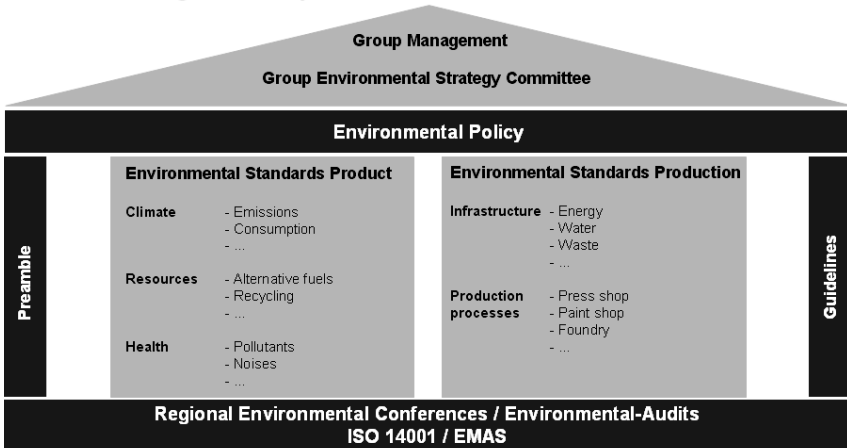 Group Management
Group Environmental Strategy Committee
Environmental Policy
Preamble
Environmental Standards Product
Climate - Emissions
- Consumption
- ...
Resources - Alternative fuels
- Recycling
- ...
Health - Pollutants
- Noises
- ...
Environmental Standards Production
Infrastructure - Energy
- Water
- Waste
- ...
Production - Press shop
processes - Paint shop
- Foundry
- ...
Guidelines
Regional Environmental Conferences / Environmental-Audits
ISO 14001 / EMAS